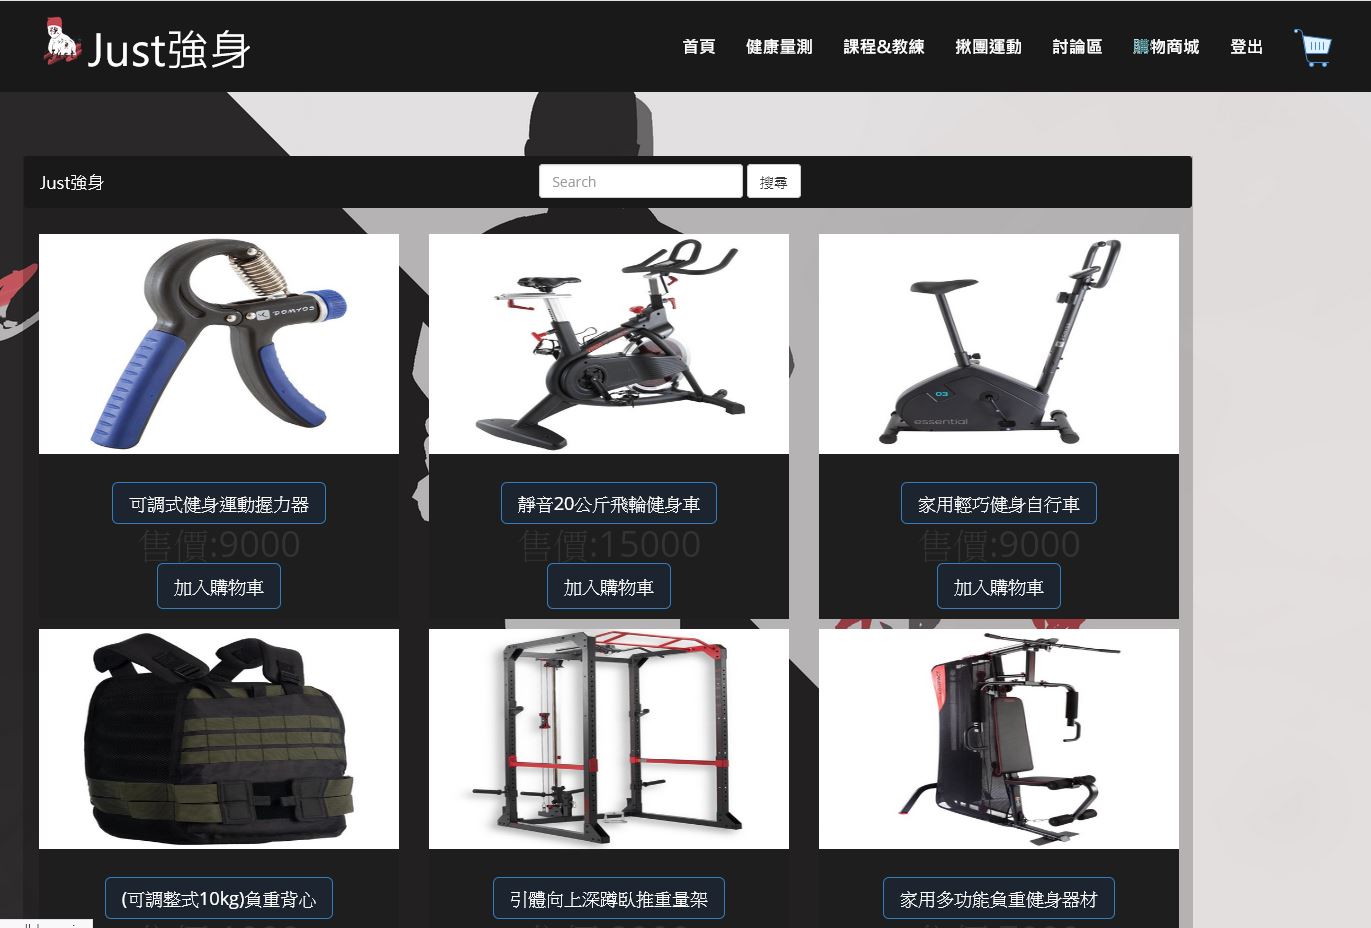 Just強身
首頁 健康量測 課程&教練 揪團運動 討論區 購物商城 登出
Just強身 Search 搜尋
DOMYOS
03
essential
可調式健身運動握力器 靜音20公斤飛輪健身車 家用輕巧健身自行車
售價:9000 售價:15000 售價:9000
加入購物車 加入購物車 加入購物車
(可調整式10kg)負重背心 引體向上深蹲臥推重量架 家用多功能負重健身器材